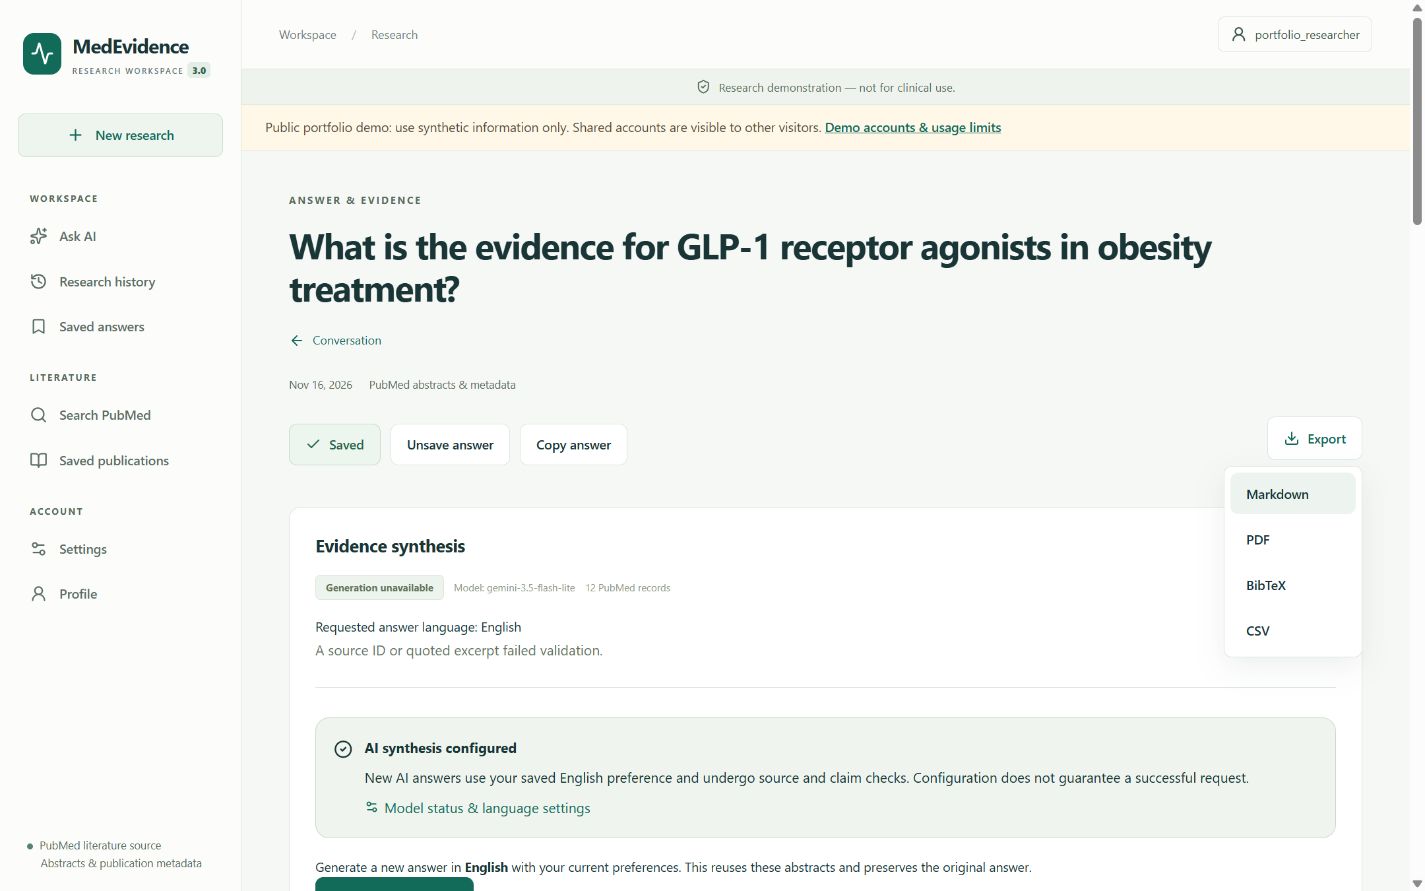 MedEvidence
RESEARCH WORKSPACE 3.0
New research
WORKSPACE
Ask AI
Research history
Saved answers
LITERATURE
Search PubMed
Saved publications
ACCOUNT
Settings
Profile
PubMed literature source
Abstracts & publication metadata
Workspace / Research
portfolio_researcher
Research demonstration — not for clinical use.
Public portfolio demo: use synthetic information only. Shared accounts are visible to other visitors. Demo accounts & usage limits
ANSWER & EVIDENCE
What is the evidence for GLP-1 receptor agonists in obesity
treatment?
Conversation
Nov 16, 2026 PubMed abstracts & metadata
Saved
Unsave answer
Copy answer
Export
Markdown
PDF
BibTeX
CSV
Evidence synthesis
Generation unavailable Model: gemini-3.5-flash-lite 12 PubMed records
Requested answer language: English
A source ID or quoted excerpt failed validation.
AI synthesis configured
New AI answers use your saved English preference and undergo source and claim checks. Configuration does not guarantee a successful request.
Model status & language settings
Generate a new answer in English with your current preferences. This reuses these abstracts and preserves the original answer.